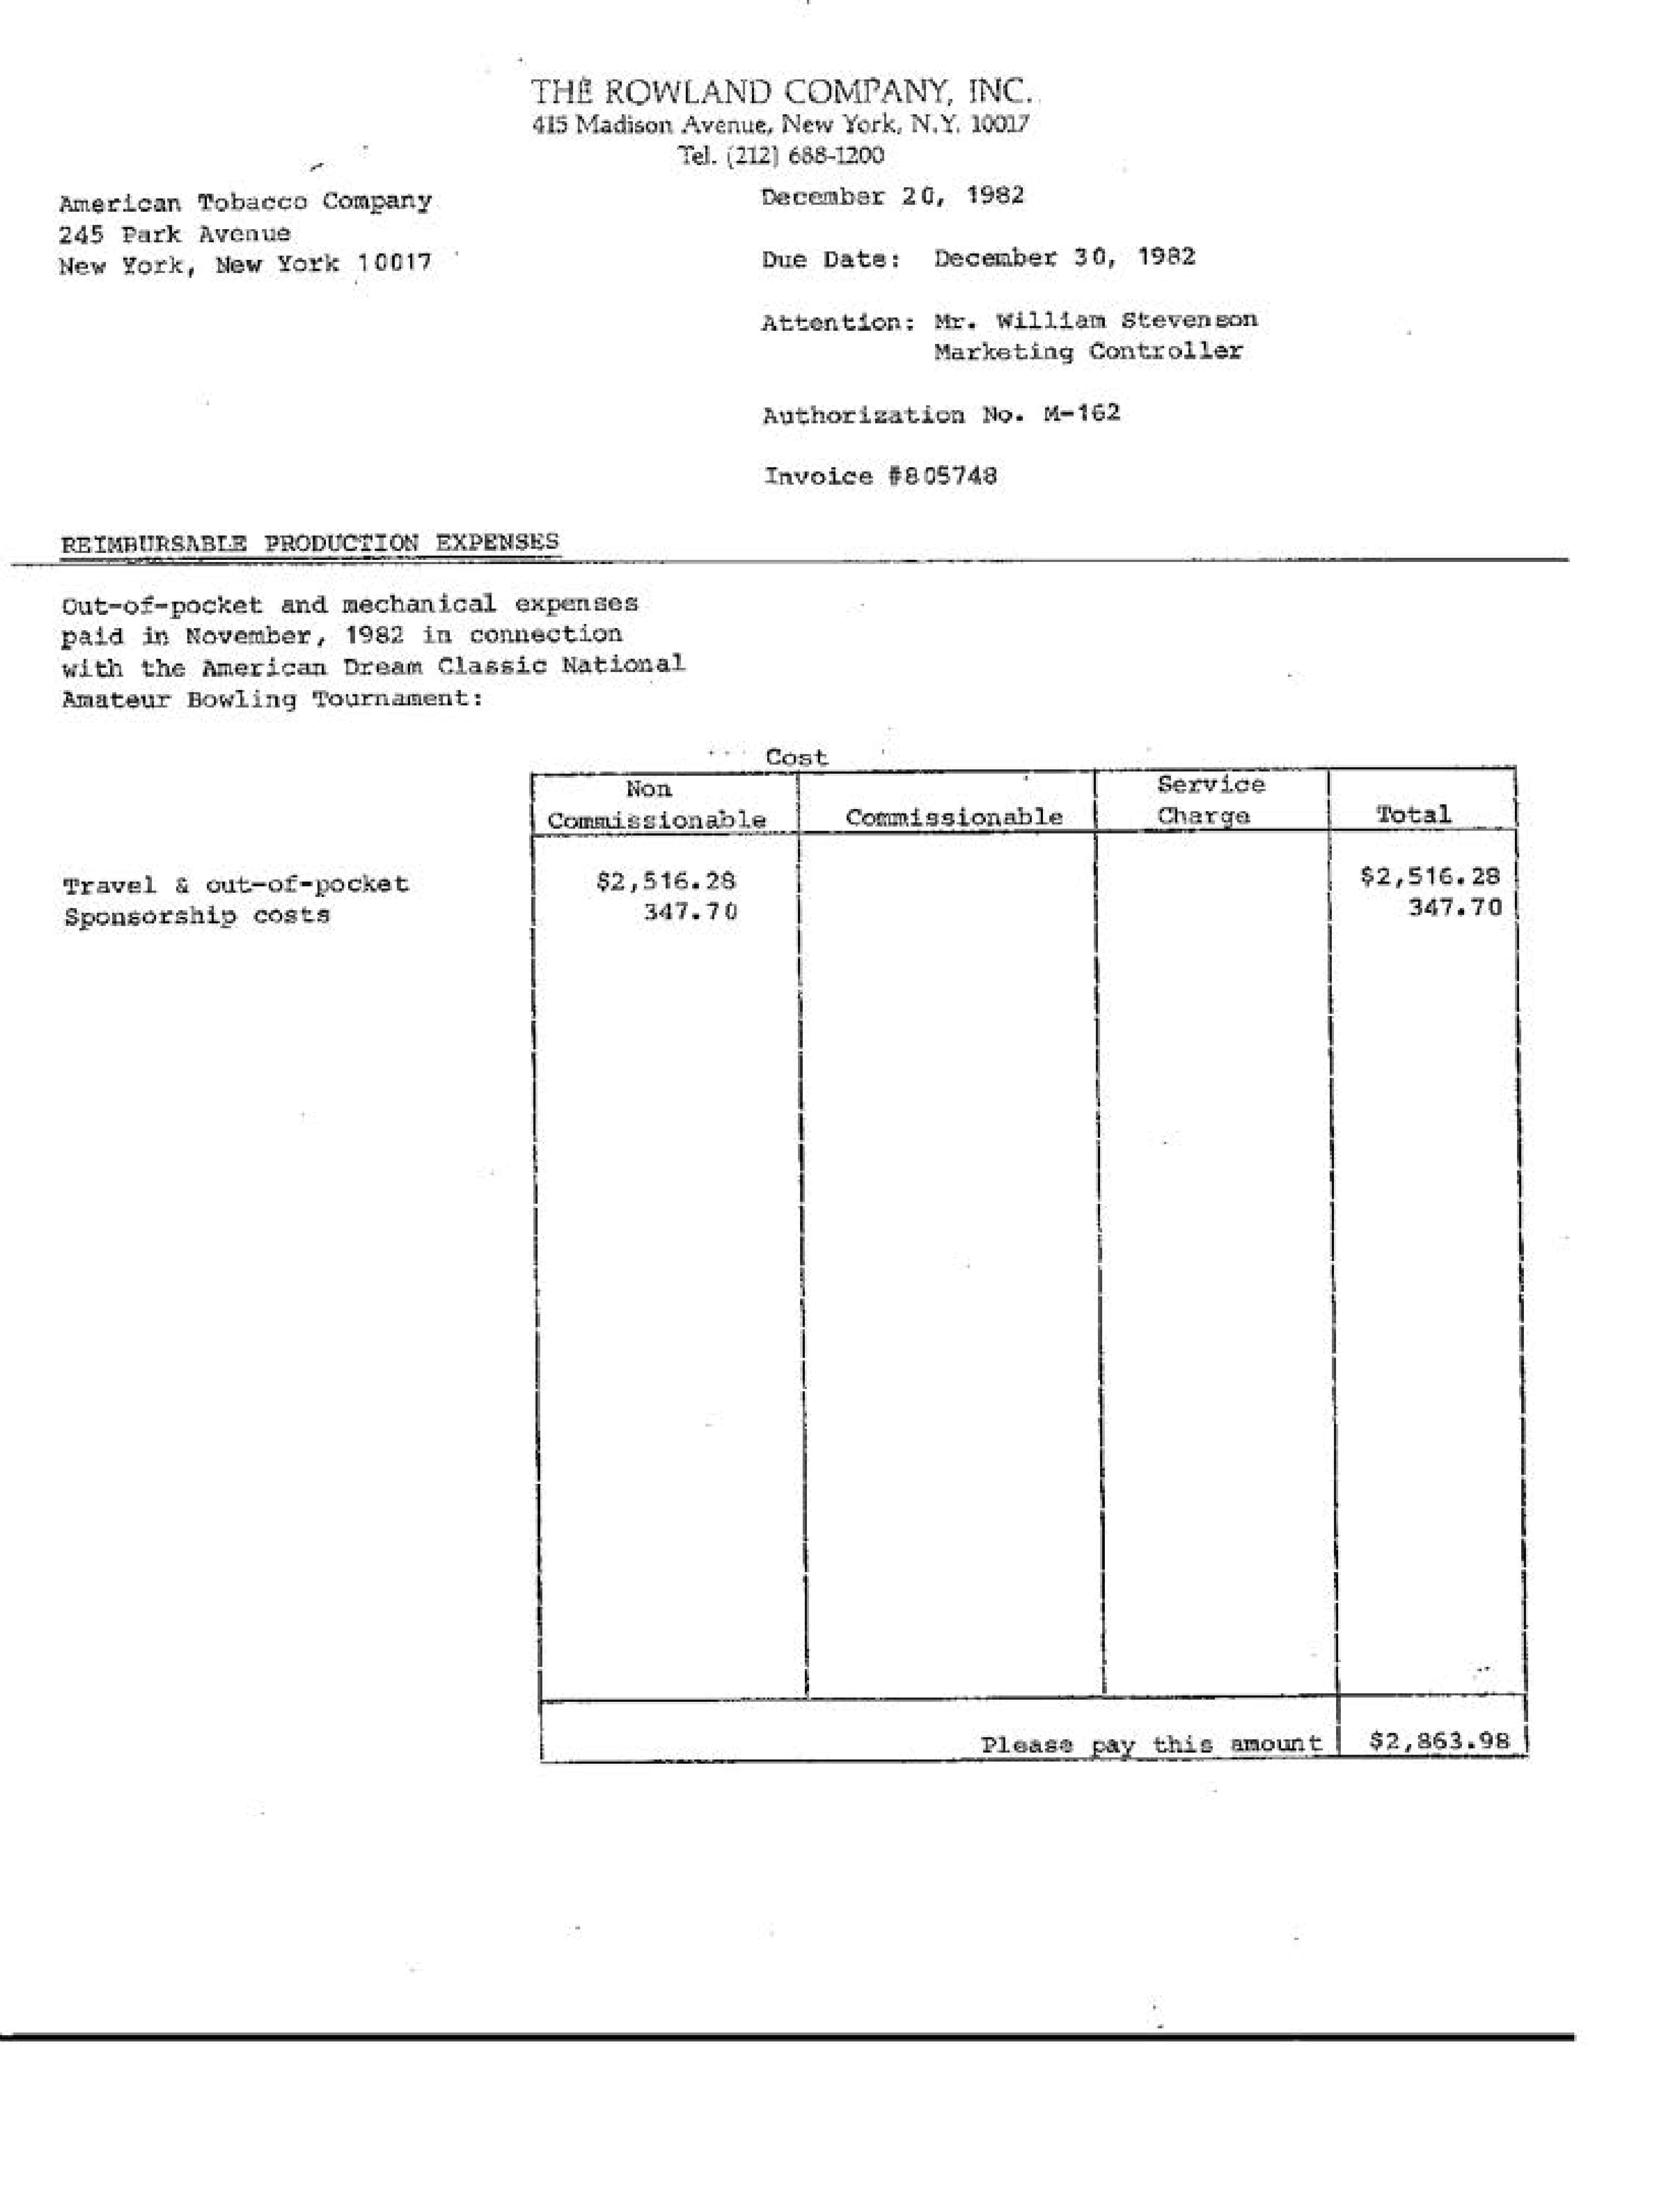 THE ROWLAND COMPANY, INC.
415 Madison Avenue, New York, N.Y. 10017
Tel. (212) 688-1200
American Tobacco Company
245 Park Avenue
New York, New York 10017
December 20, 1982
Due Date: December 30, 1982
Attention: Mr. William Stevenson
Marketing Controller
Authorization No. M-162
Invoice #805748
REIMBURSABLE PRODUCTION EXPENSES
Out-of-pocket and mechanical expenses
paid in November, 1982 in connection
with the American Dream Classic National
Amateur Bowling Tournament:
Cost
Non Commissionable Commissionable Service Charge Total
Travel & out-of-pocket $2,516.28 $2,516.28
Sponsorship costs 347.70 347.70
Please pay this amount $2,863.98